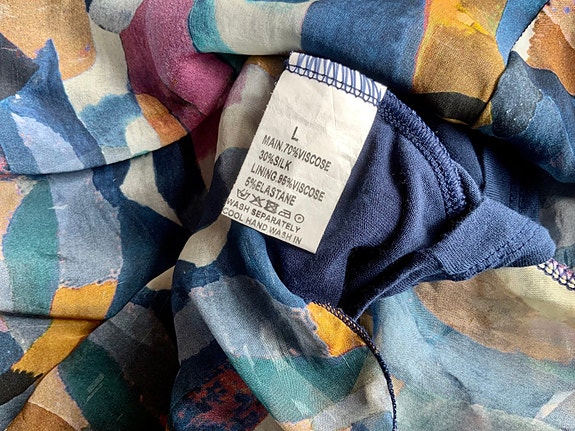 L
MAIN.70%VISCOSE
30%SILK
LINING.95%VISCOSE
5%ELASTANE
WASH SEPARATELY
COOL HAND WASH IN